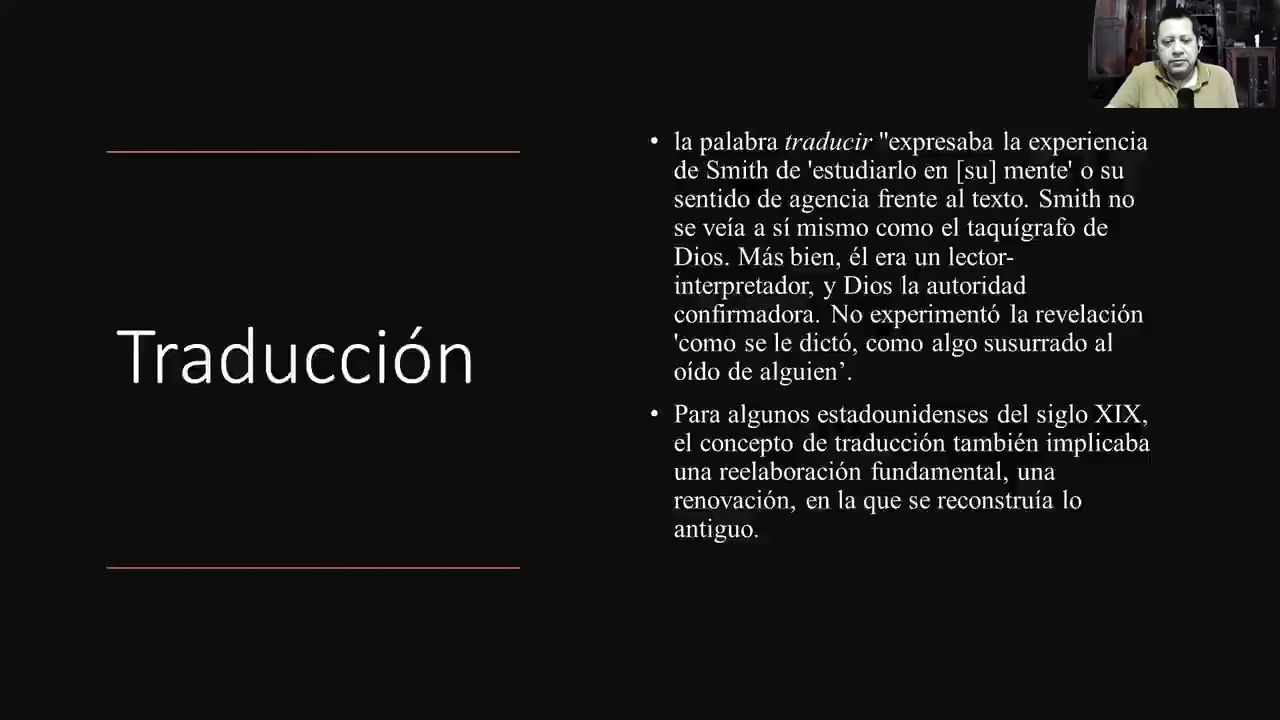 Traducción
• la palabra traducir "expresaba la experiencia
de Smith de 'estudiarlo en [su] mente' o su
sentido de agencia frente al texto. Smith no
se veía a sí mismo como el taquígrafo de
Dios. Más bien, él era un lector-
interpretador, y Dios la autoridad
confirmadora. No experimentó la revelación
'como se le dictó, como algo susurrado al
oído de alguien’.
• Para algunos estadounidenses del siglo XIX,
el concepto de traducción también implicaba
una reelaboración fundamental, una
renovación, en la que se reconstruía lo
antiguo.